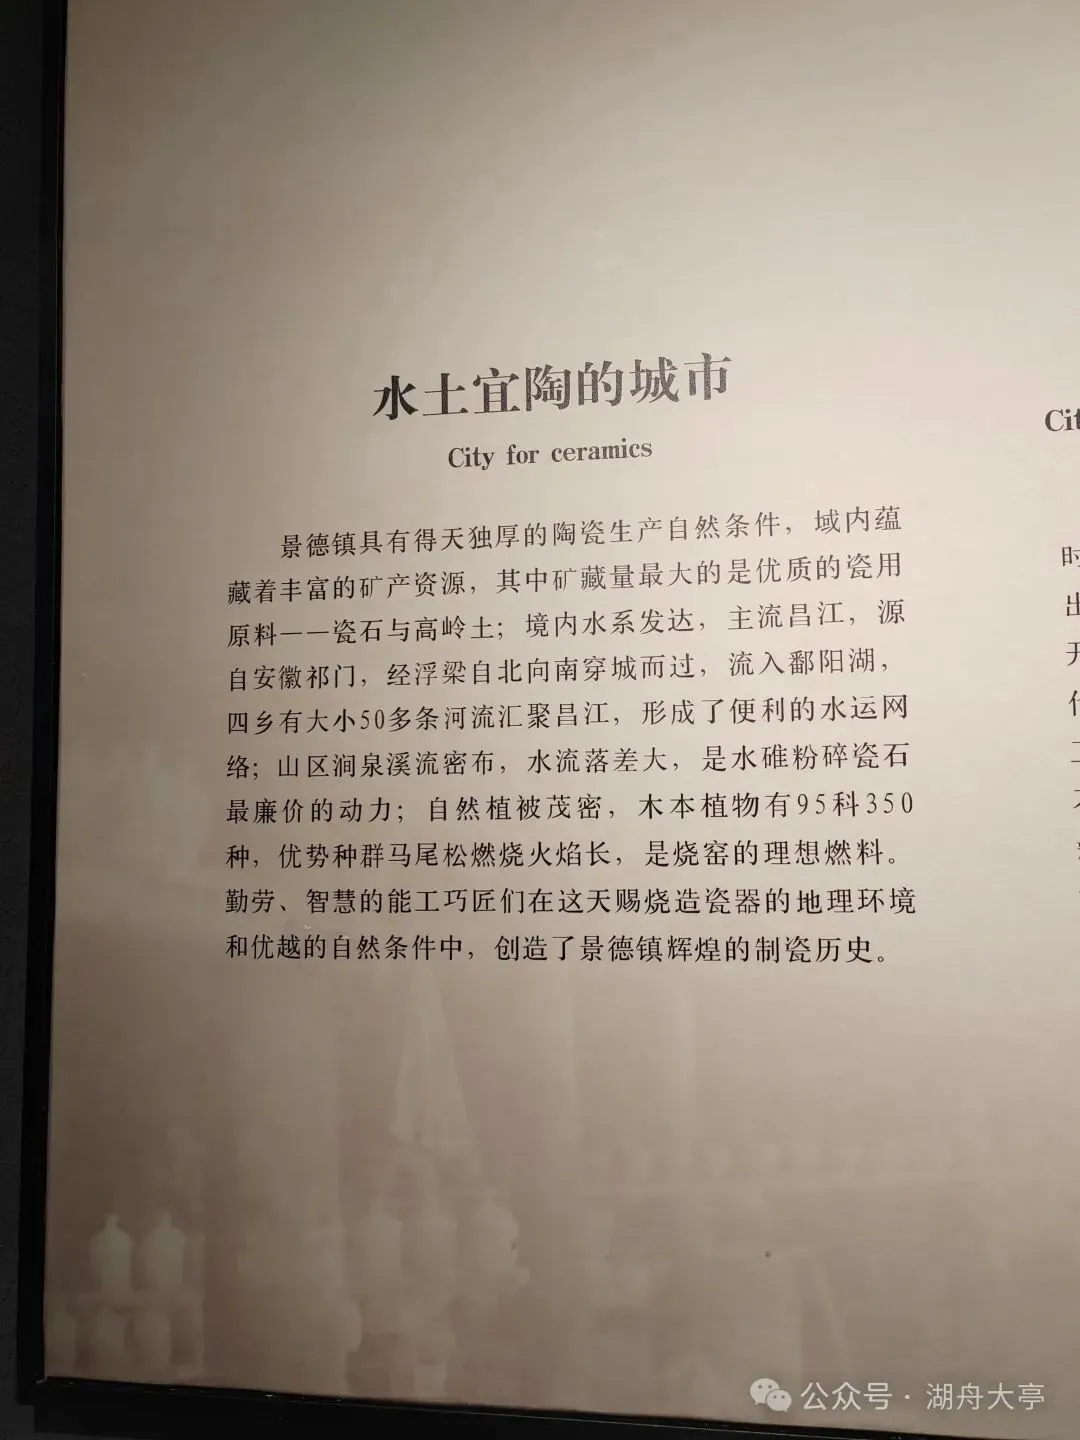 水土宜陶的城市
City for ceramics
景德镇具有得天独厚的陶瓷生产自然条件，域内蕴
藏着丰富的矿产资源，其中矿藏量最大的是优质的瓷用
原料——瓷石与高岭土；境内水系发达，主流昌江，源
自安徽祁门，经浮梁自北向南穿城而过，流入鄱阳湖，
四乡有大小50多条河流汇聚昌江，形成了便利的水运网
络；山区涧泉溪流密布，水流落差大，是水碓粉碎瓷石
最廉价的动力；自然植被茂密，木本植物有95科350
种，优势种群马尾松燃烧火焰长，是烧窑的理想燃料。
勤劳、智慧的能工巧匠们在这天赐烧造瓷器的地理环境
和优越的自然条件中，创造了景德镇辉煌的制瓷历史。
Cit
时
出
公众号·湖舟大亭